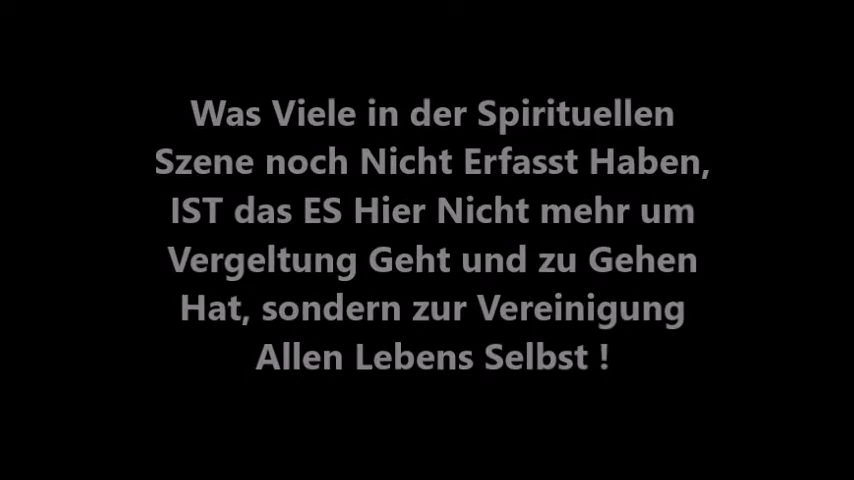 Was Viele in der Spirituellen
Szene noch Nicht Erfasst Haben,
IST das ES Hier Nicht mehr um
Vergeltung Geht und zu Gehen
Hat, sondern zur Vereinigung
Allen Lebens Selbst !